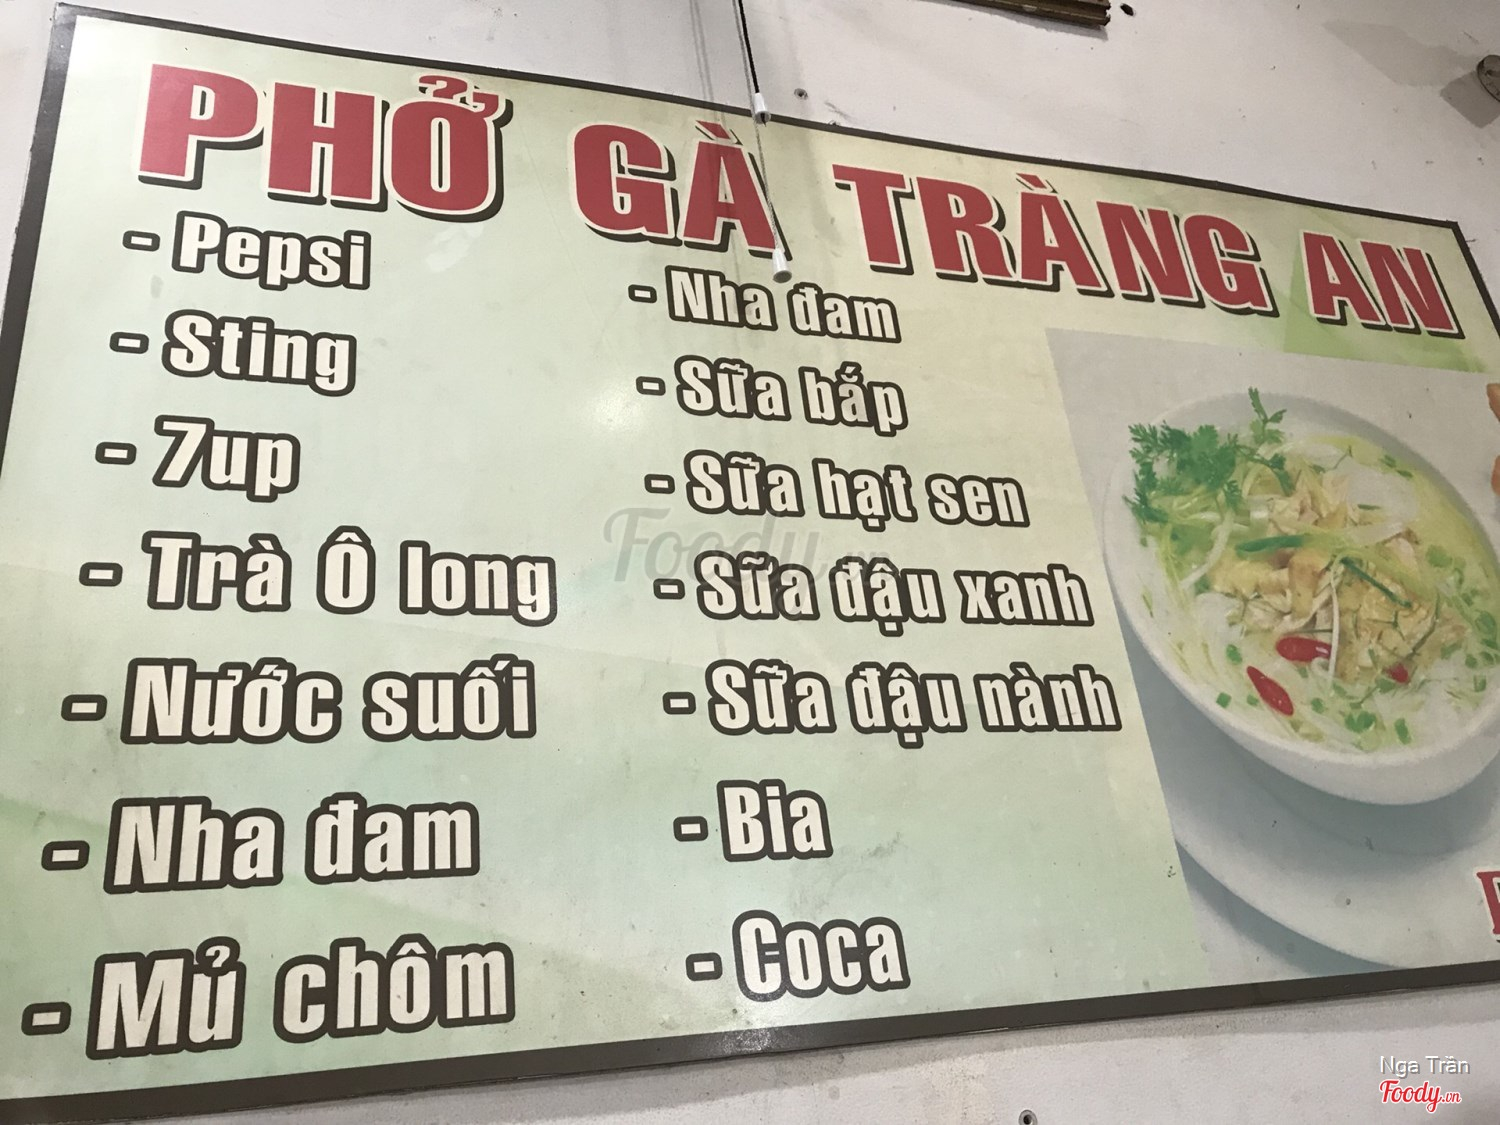 PHỞ GÀ TRÀNG AN
- Pepsi
- Sting
- 7up
- Trà Ô long
- Nước suối
- Nha đam
- Mủ chôm
- Nha đam
- Sữa bắp
- Sữa hạt sen
- Sữa đậu xanh
- Sữa đậu nành
- Bia
- Coca
Foody.vn
Nga Trần
Foody.vn